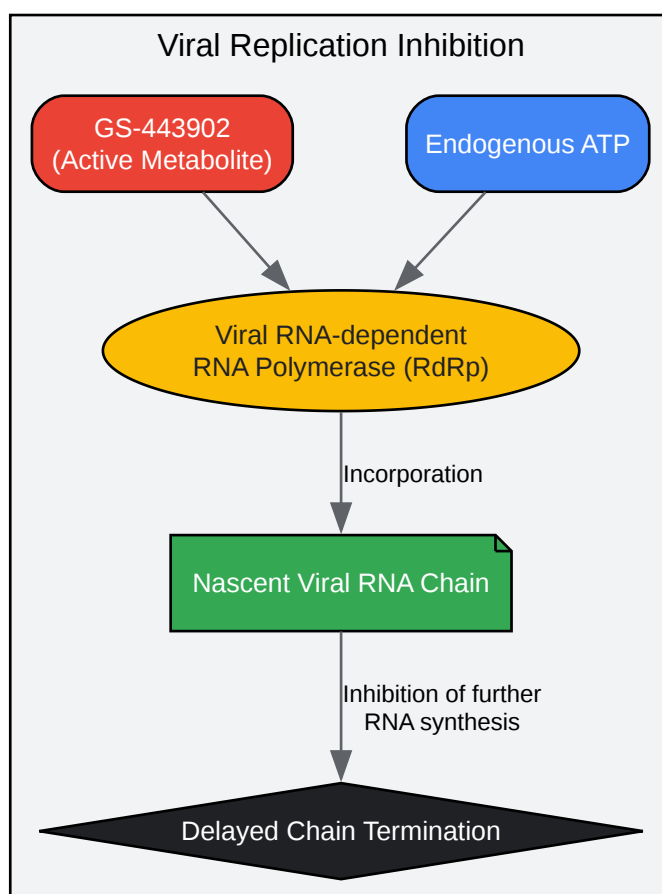 Viral Replication Inhibition
GS-443902
(Active Metabolite)
Endogenous ATP
Viral RNA-dependent
RNA Polymerase (RdRp)
Incorporation
Nascent Viral RNA Chain
Inhibition of further
RNA synthesis
Delayed Chain Termination